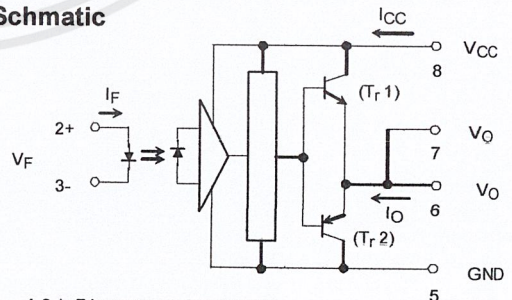 Schmatic
ICC
VCC
8
IF
(Tr 1)
2+
VO
7
VF
3-
VO
6
IO
(Tr 2)
GND
5